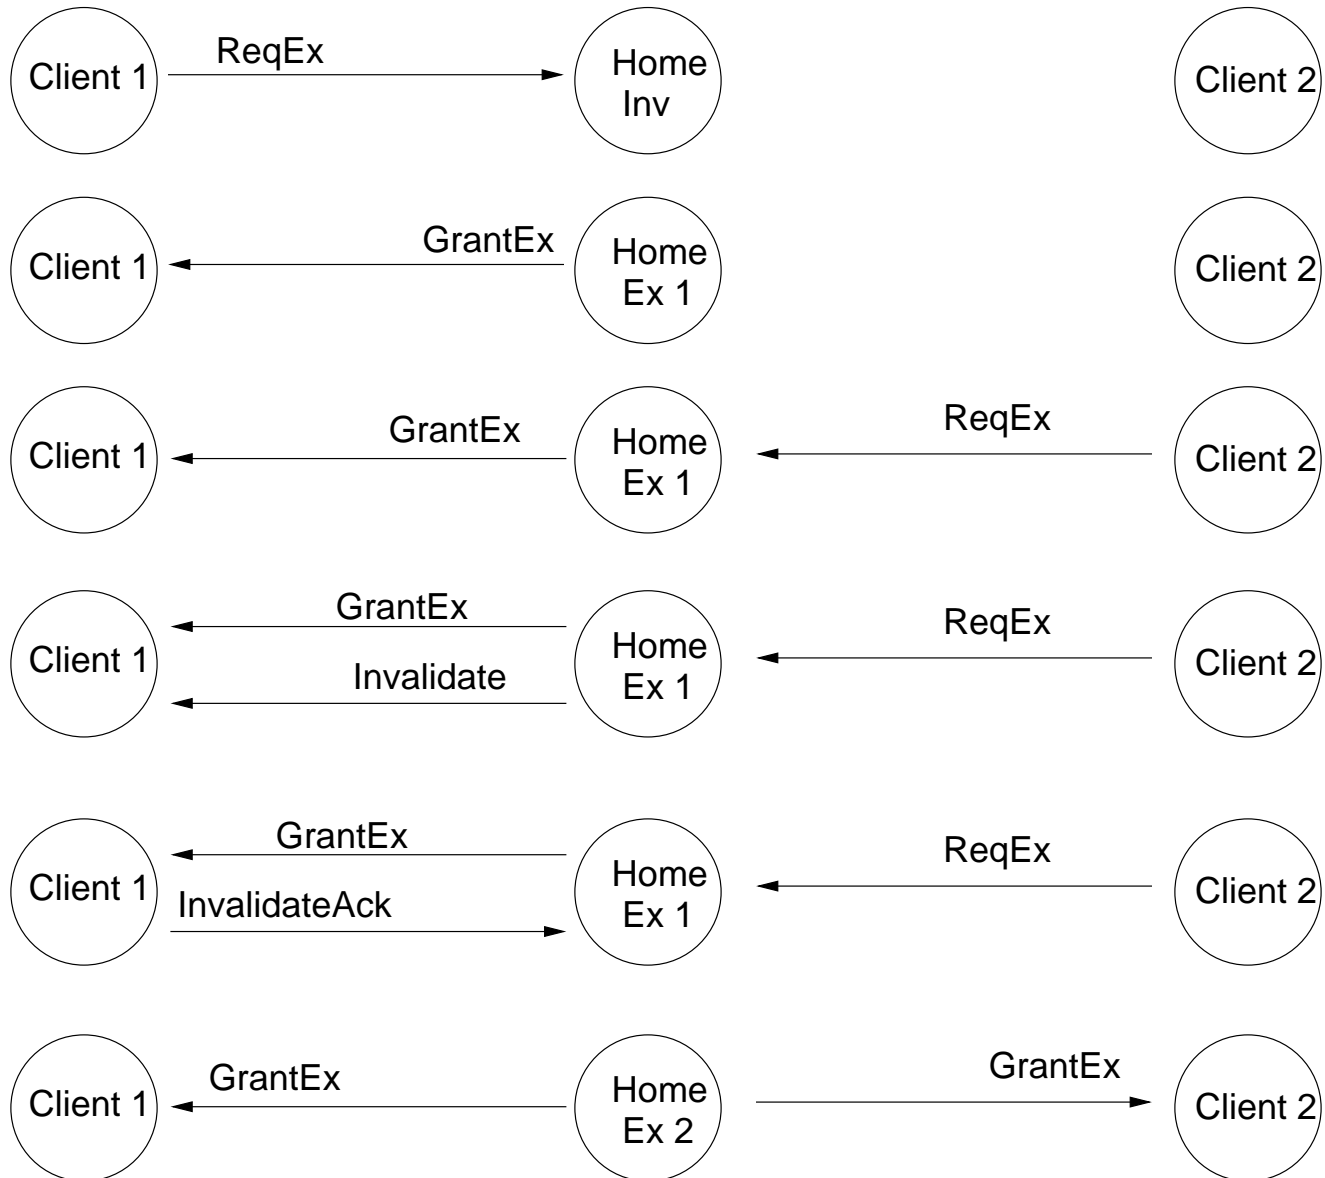 ReqEx
Client 1
Home
Inv
Client 2
GrantEx
Client 1
Home
Ex 1
Client 2
GrantEx
ReqEx
Client 1
Home
Ex 1
Client 2
GrantEx
ReqEx
Client 1
Home
Ex 1
Client 2
Invalidate
GrantEx
ReqEx
Client 1
Home
Ex 1
Client 2
InvalidateAck
GrantEx
GrantEx
Client 1
Home
Ex 2
Client 2